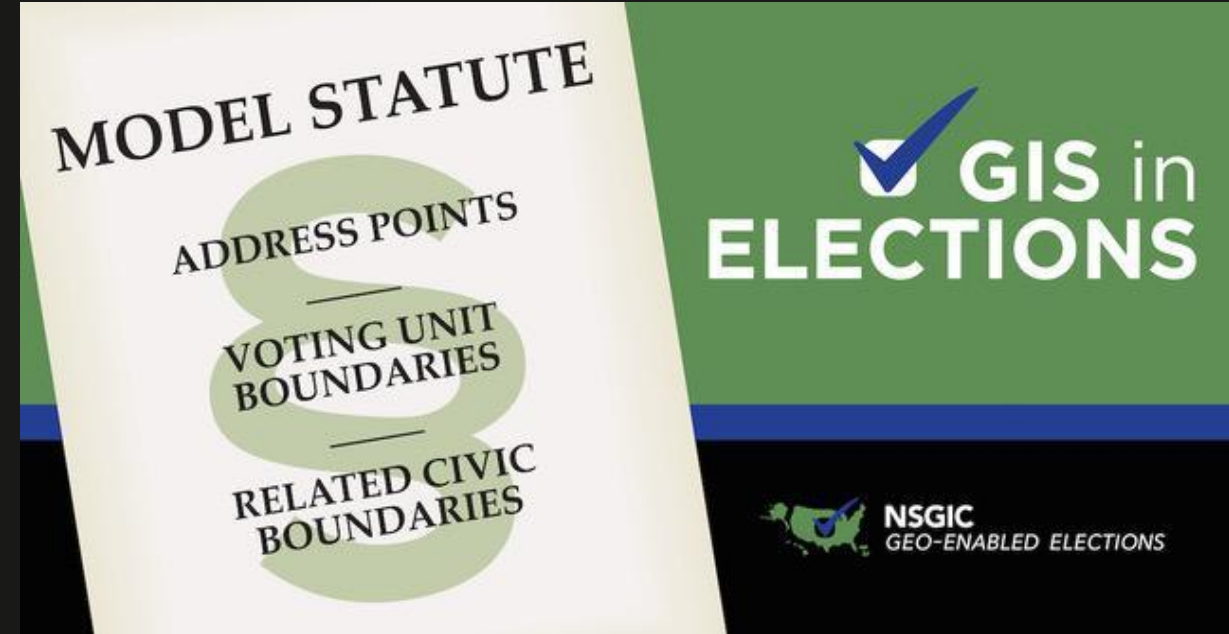 MODEL STATUTE
ADDRESS POINTS
VOTING UNIT
BOUNDARIES
RELATED CIVIC
BOUNDARIES
§
GIS in
ELECTIONS
NSGIC
GEO-ENABLED ELECTIONS